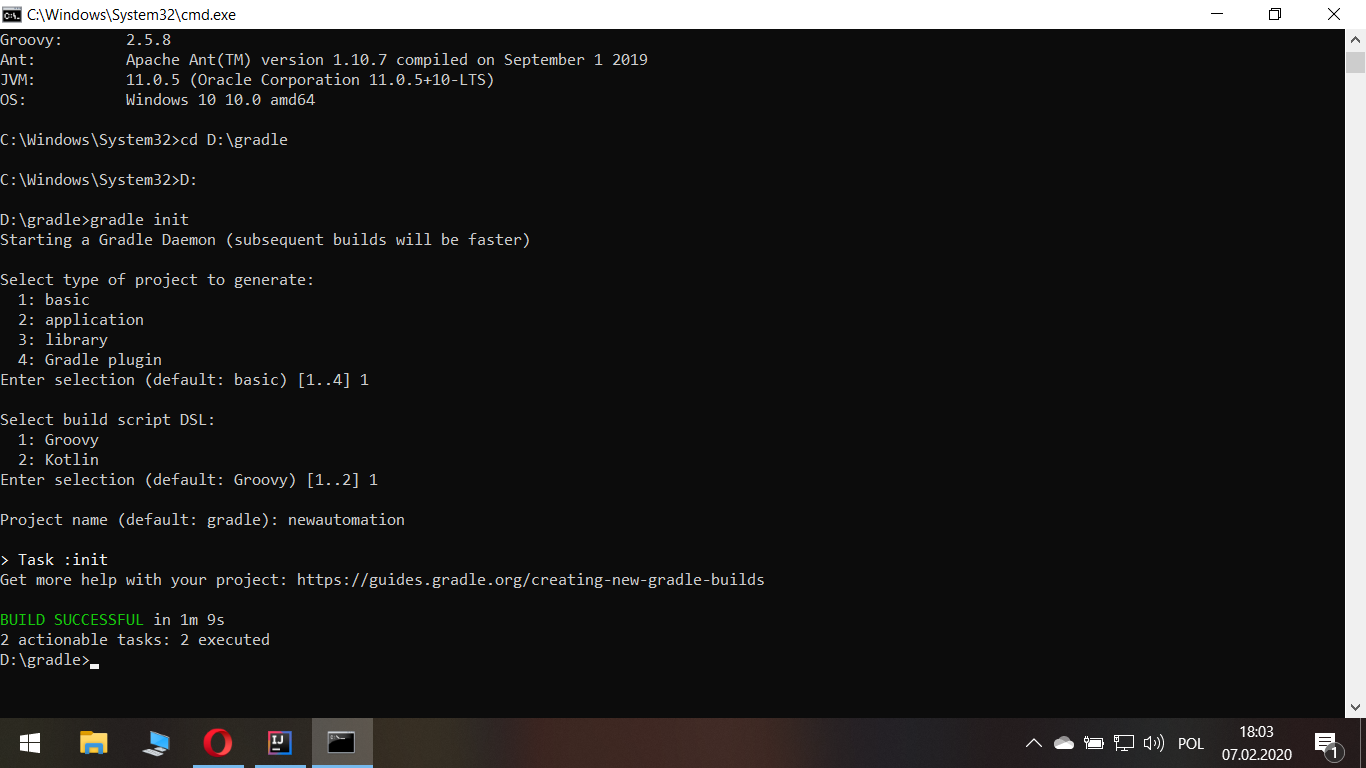 C:\Windows\System32\cmd.exe
Groovy: 2.5.8
Ant: Apache Ant(TM) version 1.10.7 compiled on September 1 2019
JVM: 11.0.5 (Oracle Corporation 11.0.5+10-LTS)
OS: Windows 10 10.0 amd64
C:\Windows\System32>cd D:\gradle
C:\Windows\System32>D:
D:\gradle>gradle init
Starting a Gradle Daemon (subsequent builds will be faster)
Select type of project to generate:
1: basic
2: application
3: library
4: Gradle plugin
Enter selection (default: basic) [1..4] 1
Select build script DSL:
1: Groovy
2: Kotlin
Enter selection (default: Groovy) [1..2] 1
Project name (default: gradle): newautomation
> Task :init
Get more help with your project: https://guides.gradle.org/creating-new-gradle-builds
BUILD SUCCESSFUL in 1m 9s
2 actionable tasks: 2 executed
D:\gradle>
IJ
POL
18:03
07.02.2020
1